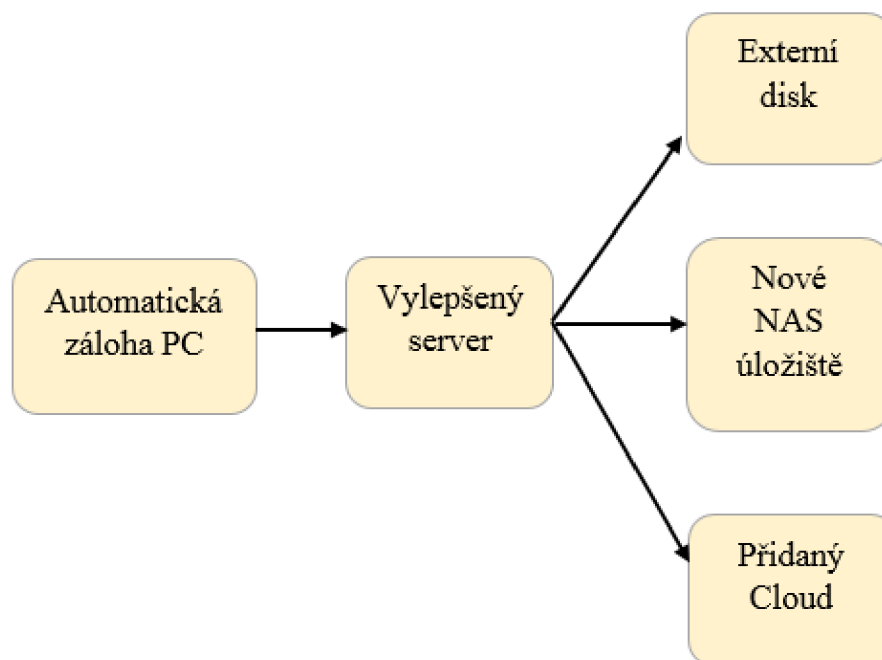 Automatická
záloha PC
Vylepšený
server
Externí
disk
Nové
NAS
úložiště
Přidaný
Cloud